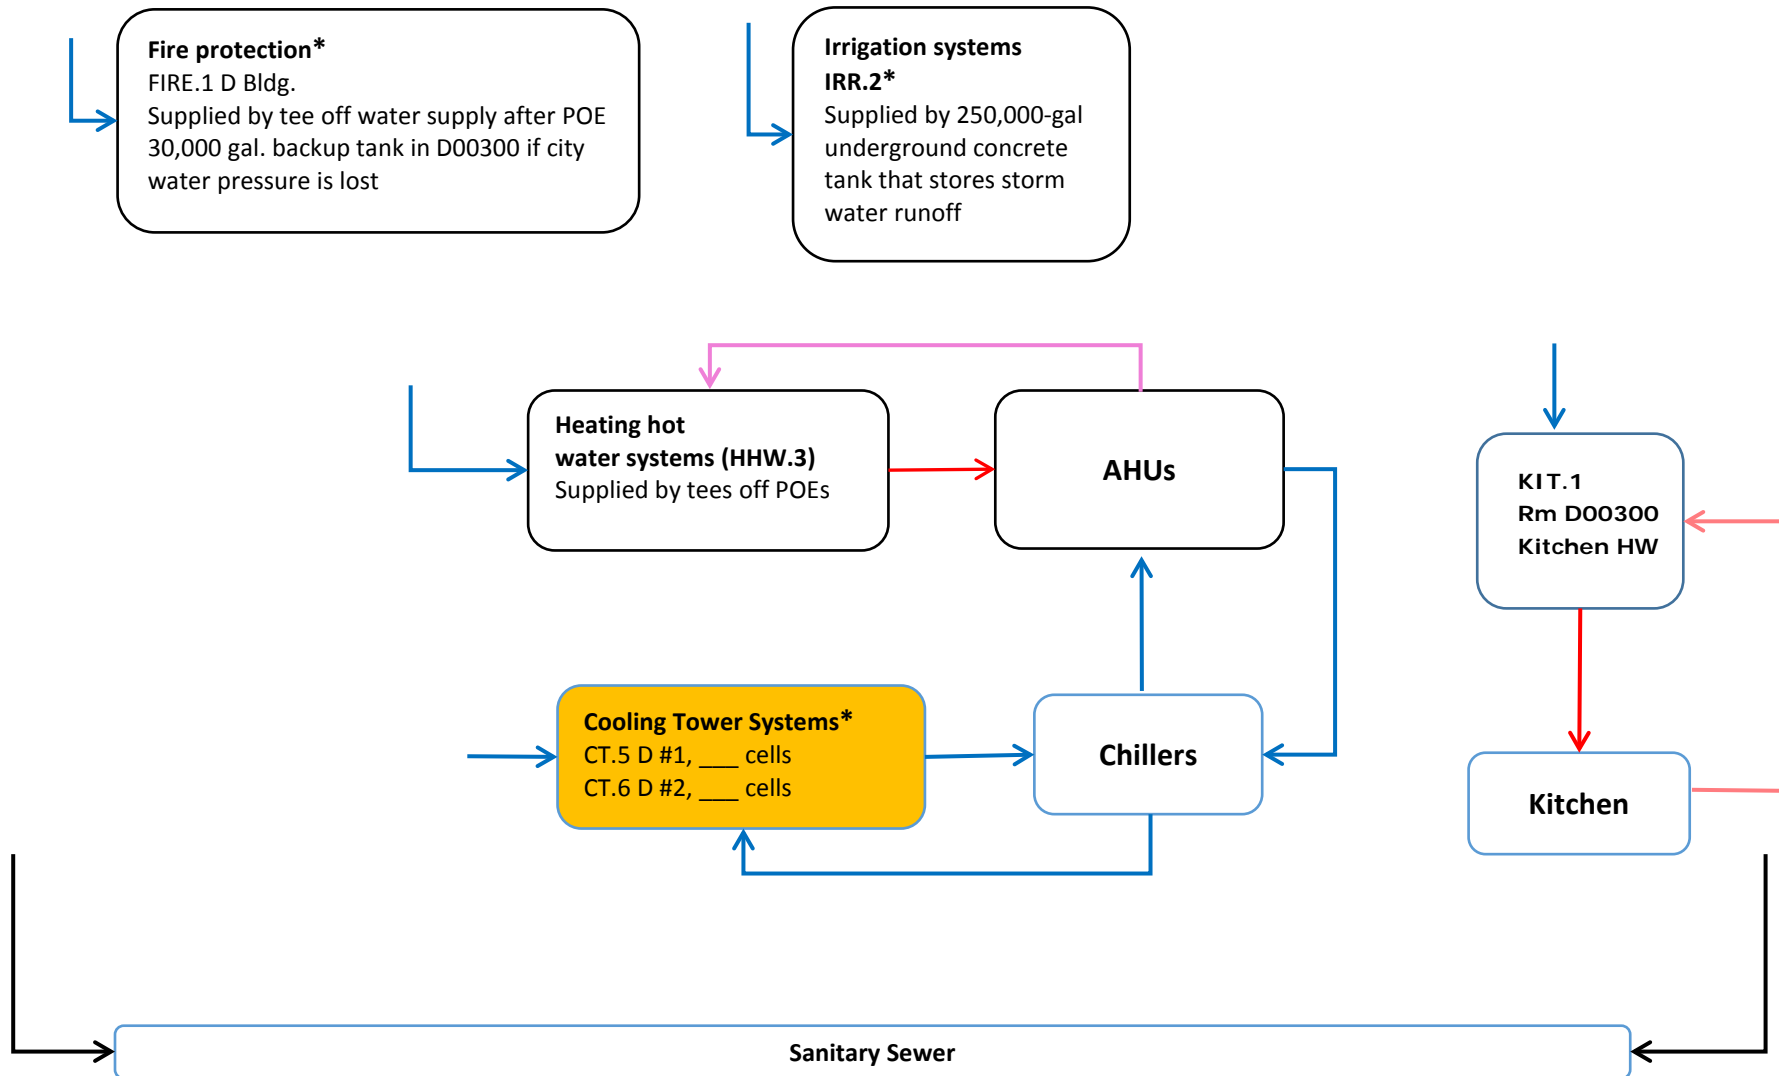 Fire protection*
FIRE.1 D Bldg.
Supplied by tee off water supply after POE
30,000 gal. backup tank in D00300 if city
water pressure is lost
Irrigation systems
IRR.2*
Supplied by 250,000-gal
underground concrete
tank that stores storm
water runoff
Heating hot
water systems (HHW.3)
Supplied by tees off POEs
AHUs
KIT.1
Rm D00300
Kitchen HW
Cooling Tower Systems*
CT.5 D #1, ___ cells
CT.6 D #2, ___ cells
Chillers
Kitchen
Sanitary Sewer